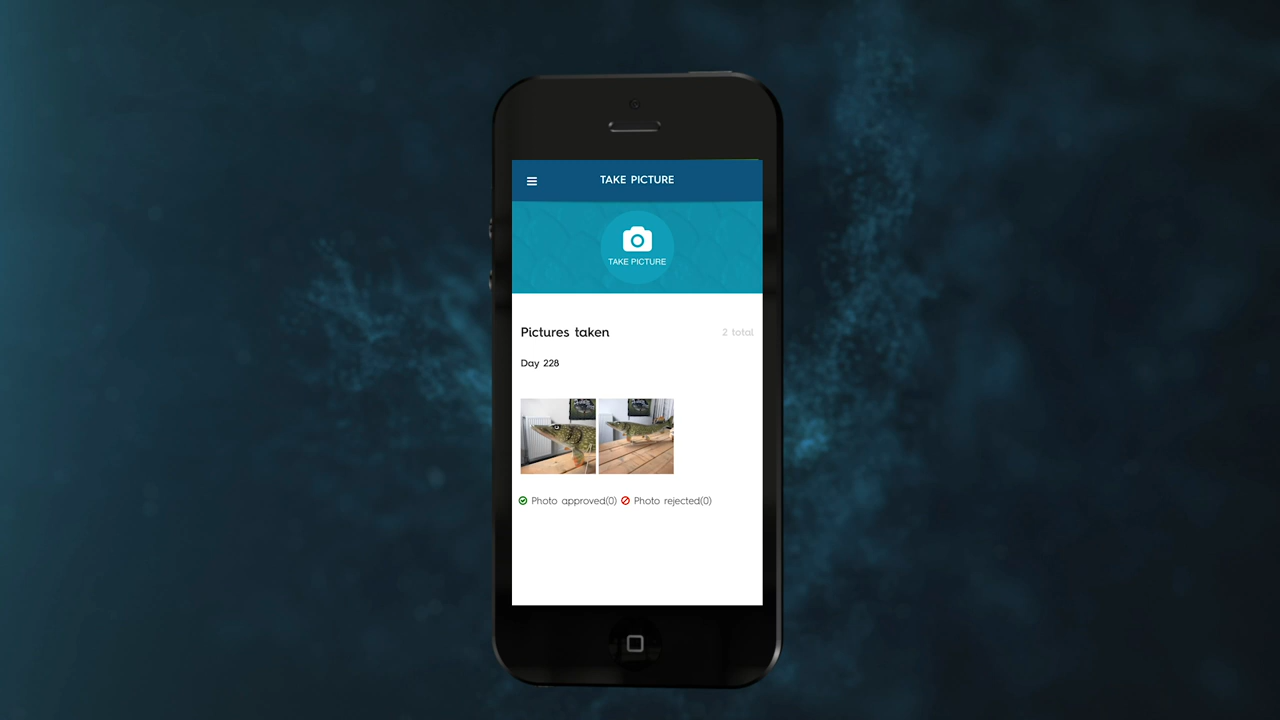 TAKE PICTURE
TAKE PICTURE
Pictures taken 2 total
Day 228
Photo approved(0) Photo rejected(0)